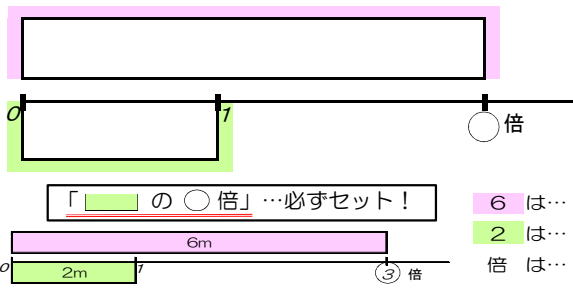 0 1 ○倍
「 の ○ 倍」…必ずセット！
6 は…
6m
2 は…
0 1 ③ 倍
2m
倍 は…